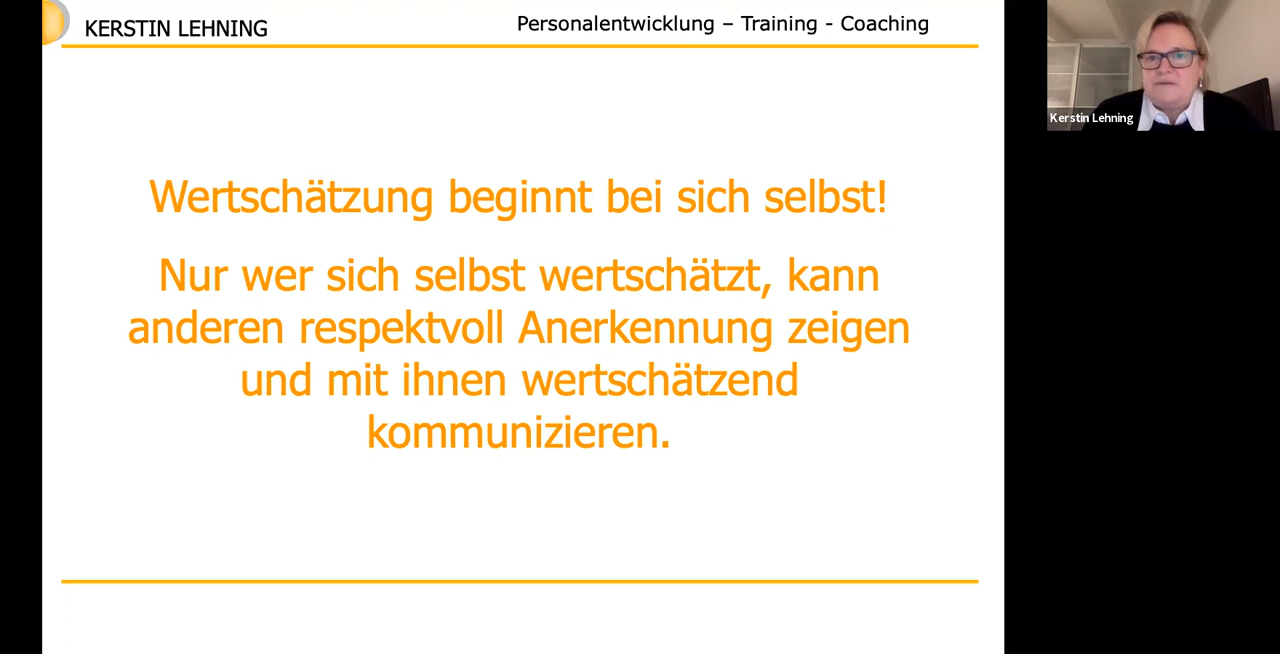 KERSTIN LEHNING
Personalentwicklung – Training - Coaching
Wertschätzung beginnt bei sich selbst!
Nur wer sich selbst wertschätzt, kann
anderen respektvoll Anerkennung zeigen
und mit ihnen wertschätzend
kommunizieren.
Kerstin Lehning